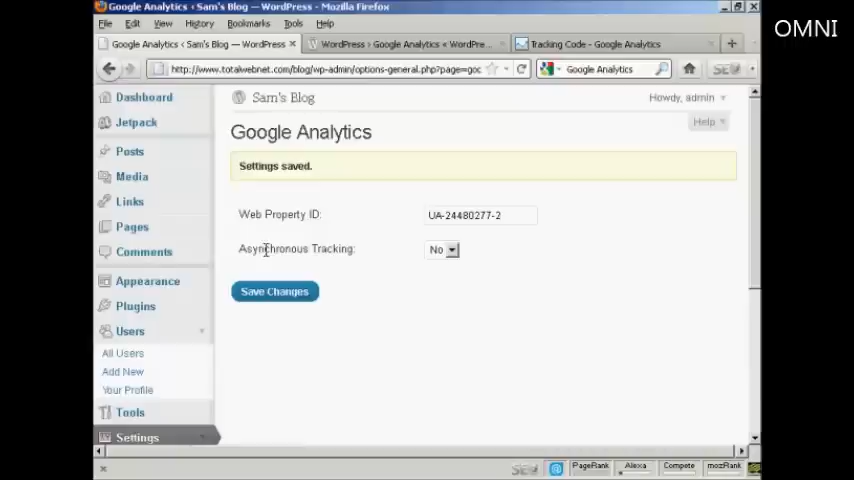 Google Analytics ‹ Sam's Blog — WordPress - Mozilla Firefox
OMNI
File Edit View History Bookmarks Tools Help
Google Analytics ‹ Sam's Blog — WordPress × WordPress › Google Analytics « WordPre... × Tracking Code - Google Analytics
http://www.totalwebnet.com/blog/wp-admin/options-general.php?page=goc
Google Analytics
Dashboard
Jetpack
Posts
Media
Links
Pages
Comments
Appearance
Plugins
Users
All Users
Add New
Your Profile
Tools
Settings
Sam's Blog
Howdy, admin
Help
Google Analytics
Settings saved.
Web Property ID: UA-24480277-2
Asynchronous Tracking: No
Save Changes
SEO PageRank Alexa Compete mozRank